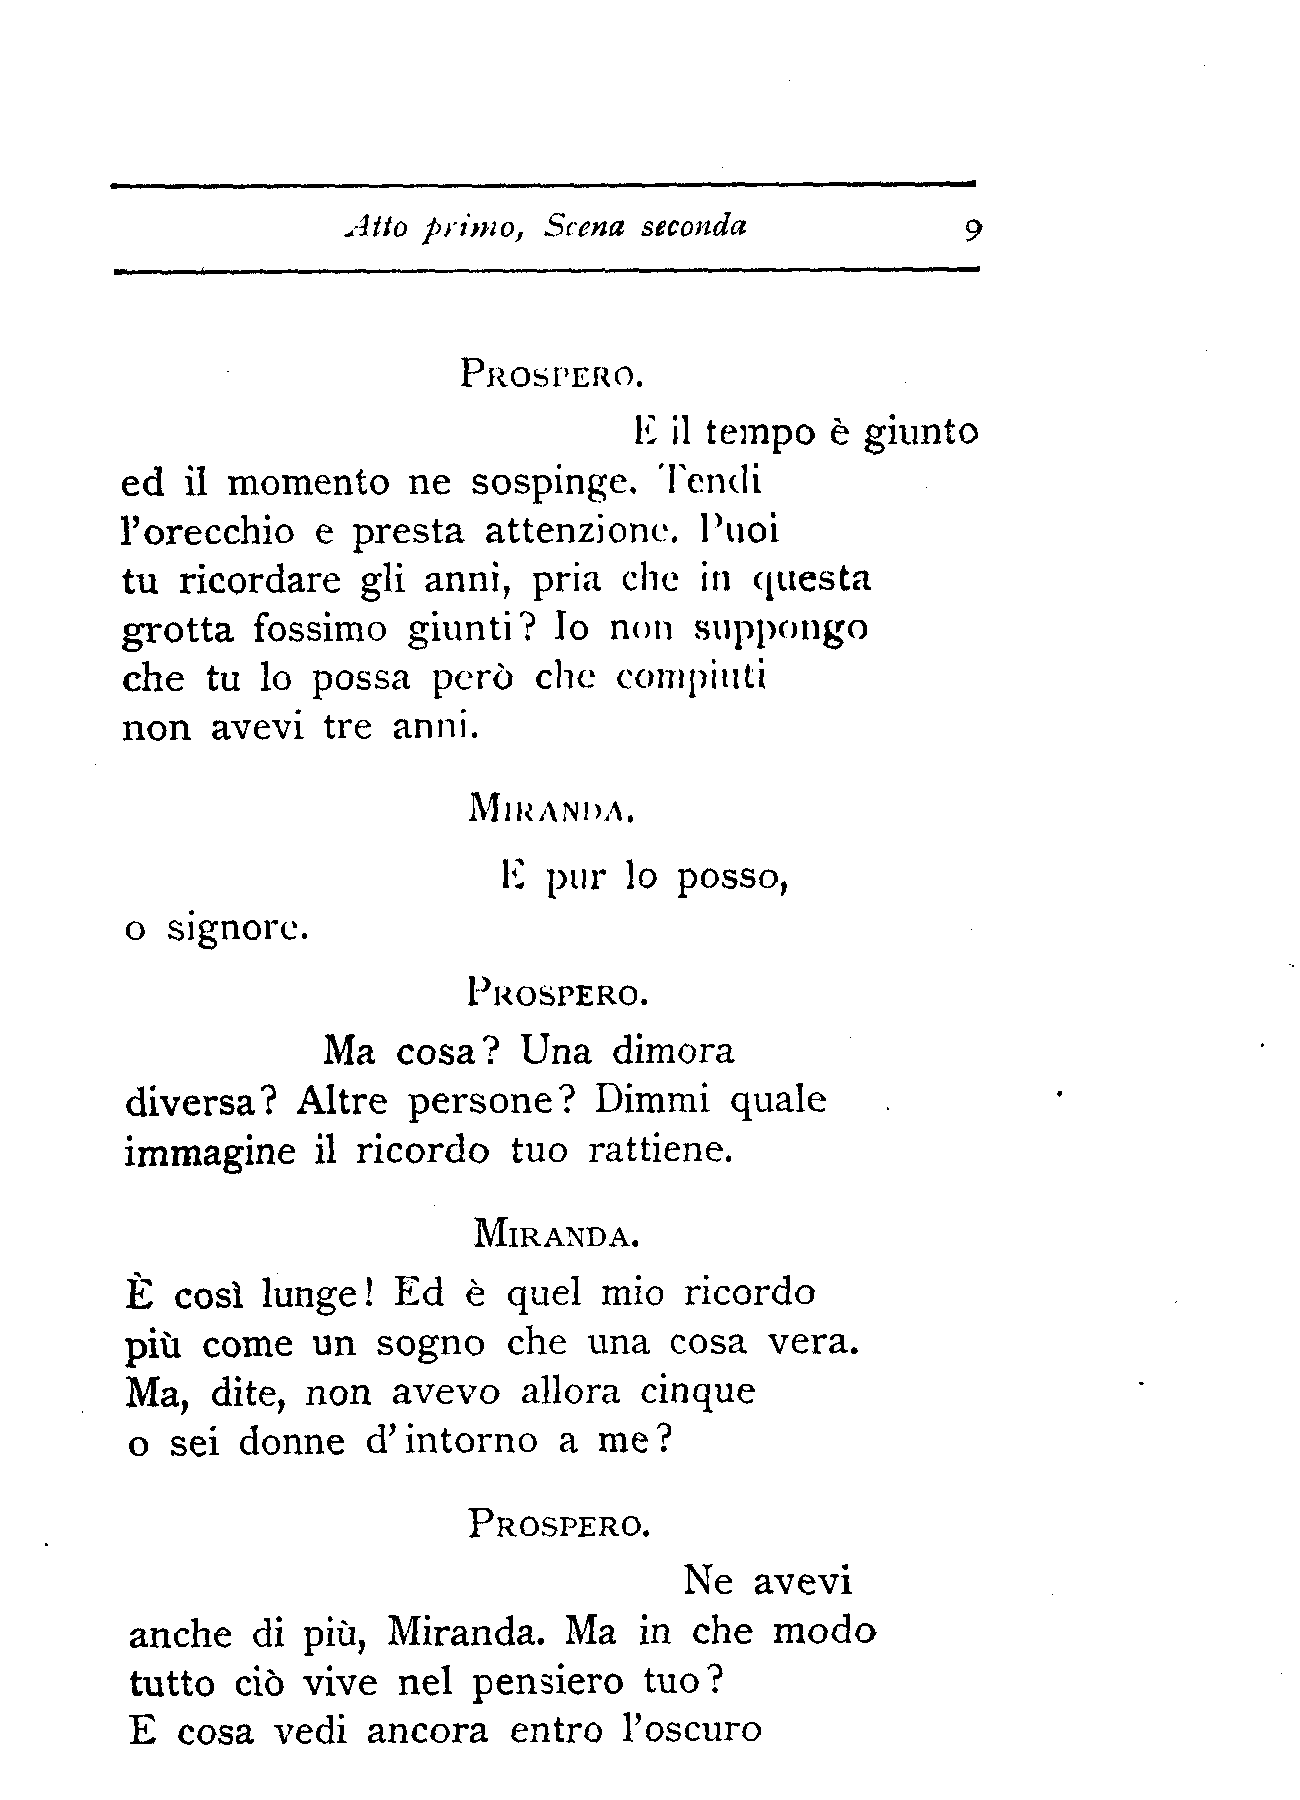 Atto primo, Scena seconda 9
PROSPERO.
E il tempo è giunto
ed il momento ne sospinge. Tendi
l'orecchio e presta attenzione. Puoi
tu ricordare gli anni, pria che in questa
grotta fossimo giunti? Io non suppongo
che tu lo possa però che compiuti
non avevi tre anni.
MIRANDA.
E pur lo posso,
o signore.
PROSPERO.
Ma cosa? Una dimora
diversa? Altre persone? Dimmi quale
immagine il ricordo tuo rattiene.
MIRANDA.
È così lunge! Ed è quel mio ricordo
più come un sogno che una cosa vera.
Ma, dite, non avevo allora cinque
o sei donne d'intorno a me?
PROSPERO.
Ne avevi
anche di più, Miranda. Ma in che modo
tutto ciò vive nel pensiero tuo?
E cosa vedi ancora entro l'oscuro